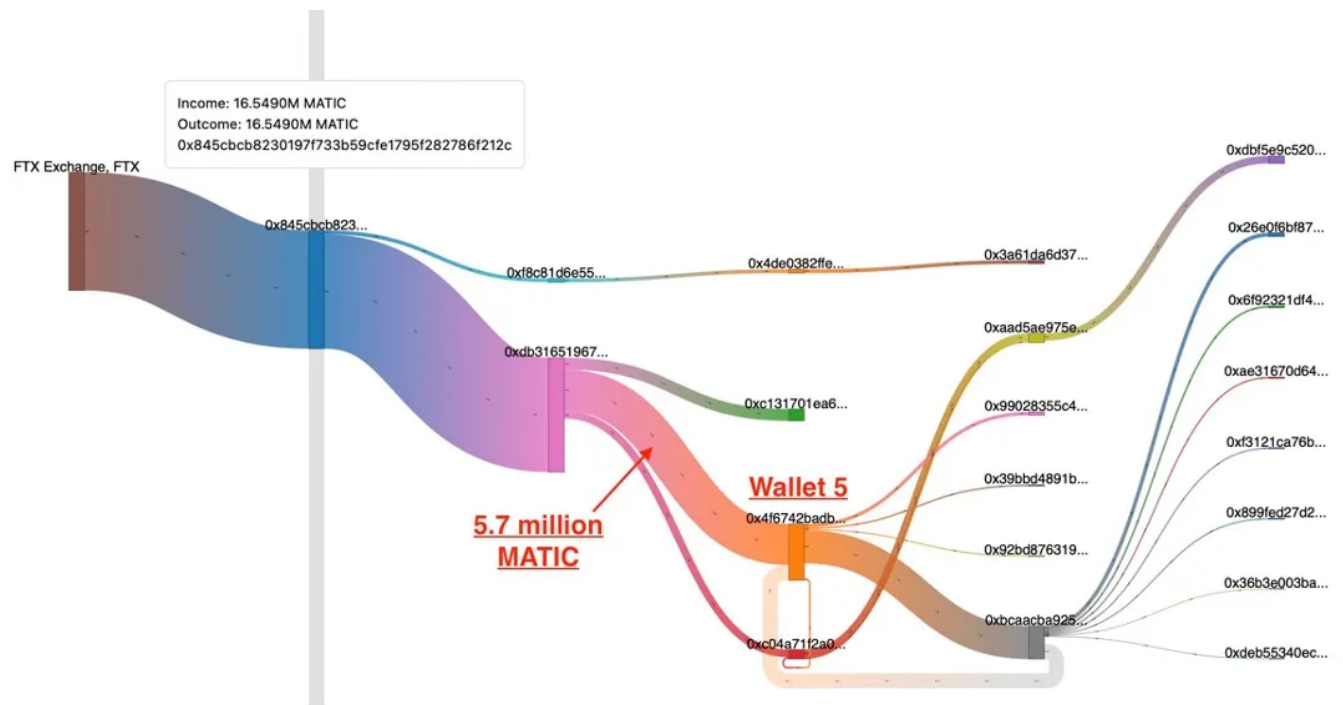 Income: 16.5490M MATIC
Outcome: 16.5490M MATIC
0x845cbcb8230197f733b59cfe1795f282786f212c
FTX Exchange, FTX
0x845cbcb823...
0xf8c81d6e55...
0x4de0382ffe...
0x3a61da6d37...
0xdb31651967...
0xc131701ea6...
5.7 million
MATIC
Wallet 5
0x4f6742badb...
0xc04a71f2a0...
0xaad5ae975e...
0x99028355c4...
0x39bbd4891b...
0x92bd876319...
0xbcaacba925...
0xdbf5e9c520...
0x26e0f6bf87...
0x6f92321df4...
0xae31670d64...
0xf3121ca76b...
0x899fed27d2...
0x36b3e003ba...
0xdeb55340ec...